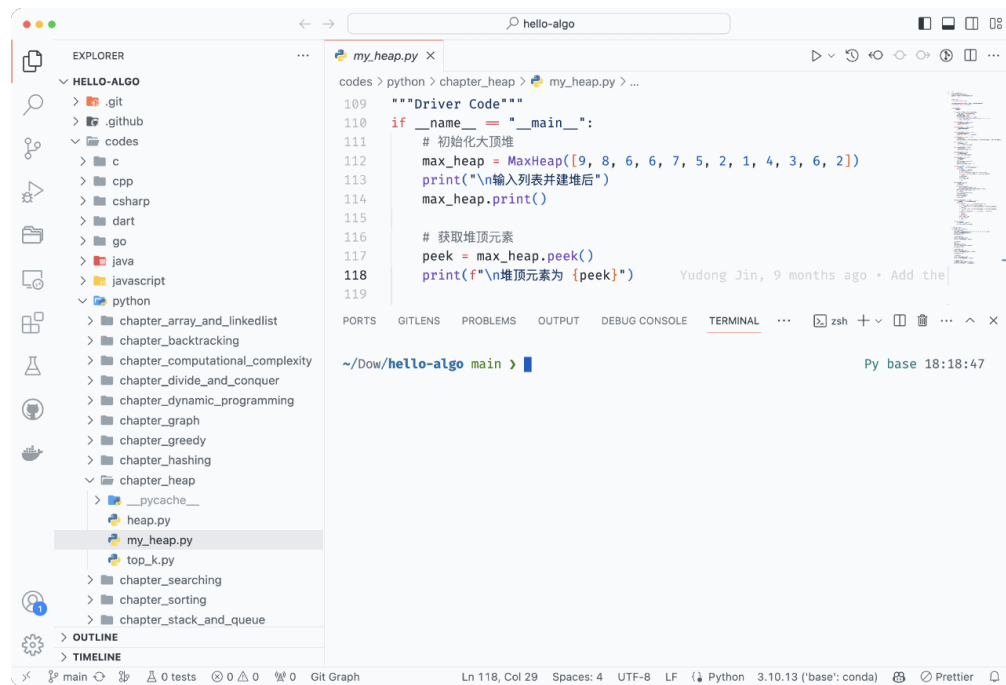 hello-algo
EXPLORER
HELLO-ALGO
.git
.github
codes
c
cpp
csharp
dart
go
java
javascript
python
chapter_array_and_linkedlist
chapter_backtracking
chapter_computational_complexity
chapter_divide_and_conquer
chapter_dynamic_programming
chapter_graph
chapter_greedy
chapter_hashing
chapter_heap
__pycache__
heap.py
my_heap.py
top_k.py
chapter_searching
chapter_sorting
chapter_stack_and_queue
OUTLINE
TIMELINE
1
my_heap.py
codes > python > chapter_heap > my_heap.py > ...
109 """Driver Code"""
110 if __name__ == "__main__":
111 # 初始化大顶堆
112 max_heap = MaxHeap([9, 8, 6, 6, 7, 5, 2, 1, 4, 3, 6, 2])
113 print("\n输入列表并建堆后")
114 max_heap.print()
115
116 # 获取堆顶元素
117 peek = max_heap.peek()
118 print(f"\n堆顶元素为 {peek}") Yudong Jin, 9 months ago • Add the
119
PORTS GITLENS PROBLEMS OUTPUT DEBUG CONSOLE TERMINAL ... zsh
~/Dow/hello-algo main ❯ Py base 18:18:47
main 0 tests 0 0 0 Git Graph Ln 118, Col 29 Spaces: 4 UTF-8 LF Python 3.10.13 ('base': conda) Prettier